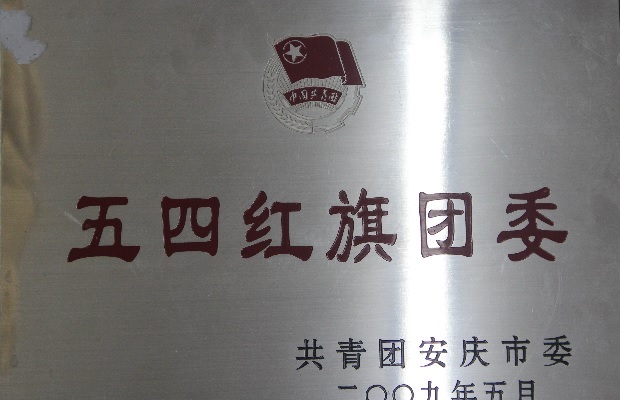 中国共青团
五四红旗团委
共青团安庆市委
二〇〇九年五月